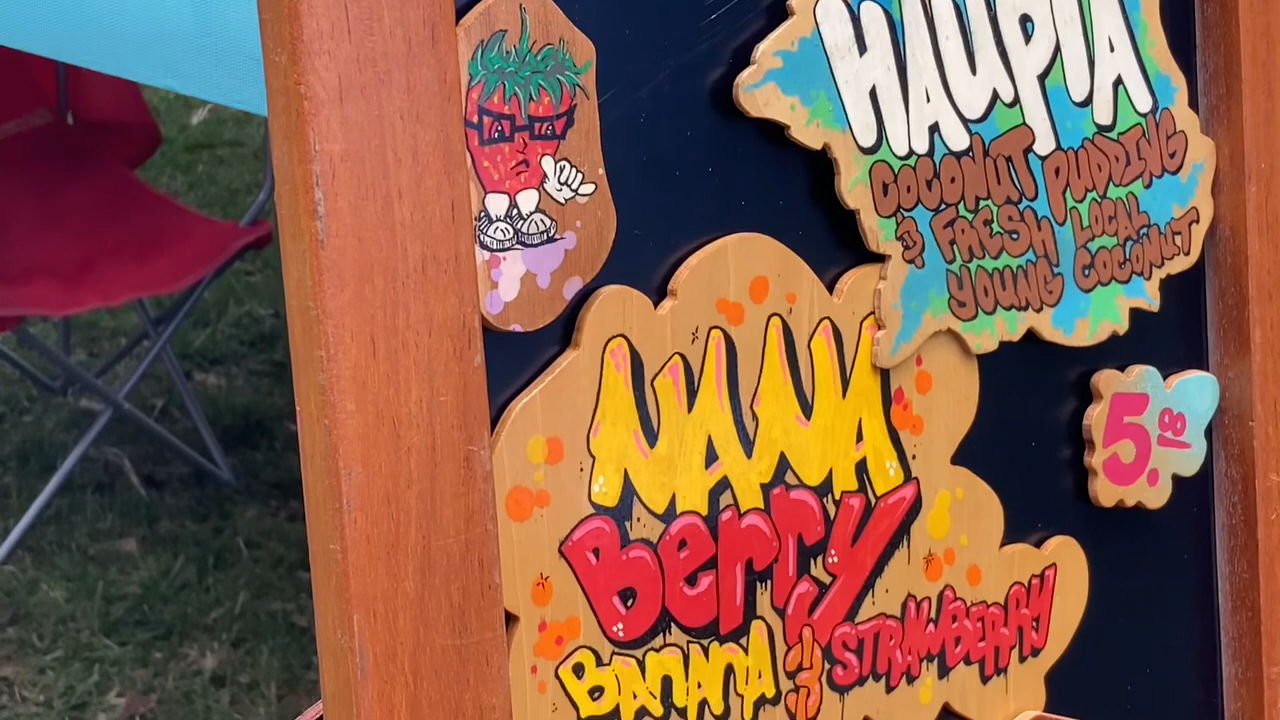 HAUPIA
COCONUT PUDDING
& FRESH LOCAL
YOUNG COCONUT
5.00
NANA
Berry
BANANA & STRAWBERRY